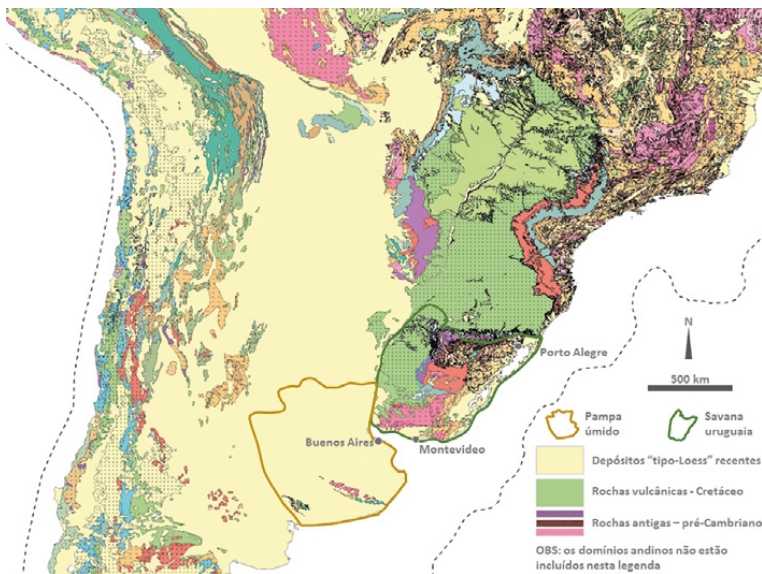 Porto Alegre
N
500 km
Buenos Aires
Montevideo
Pampa
úmido
Savana
uruguaia
Depósitos "tipo-Loess" recentes
Rochas vulcânicas - Cretáceo
Rochas antigas – pré-Cambriano
OBS: os domínios andinos não estão
incluídos nesta legenda